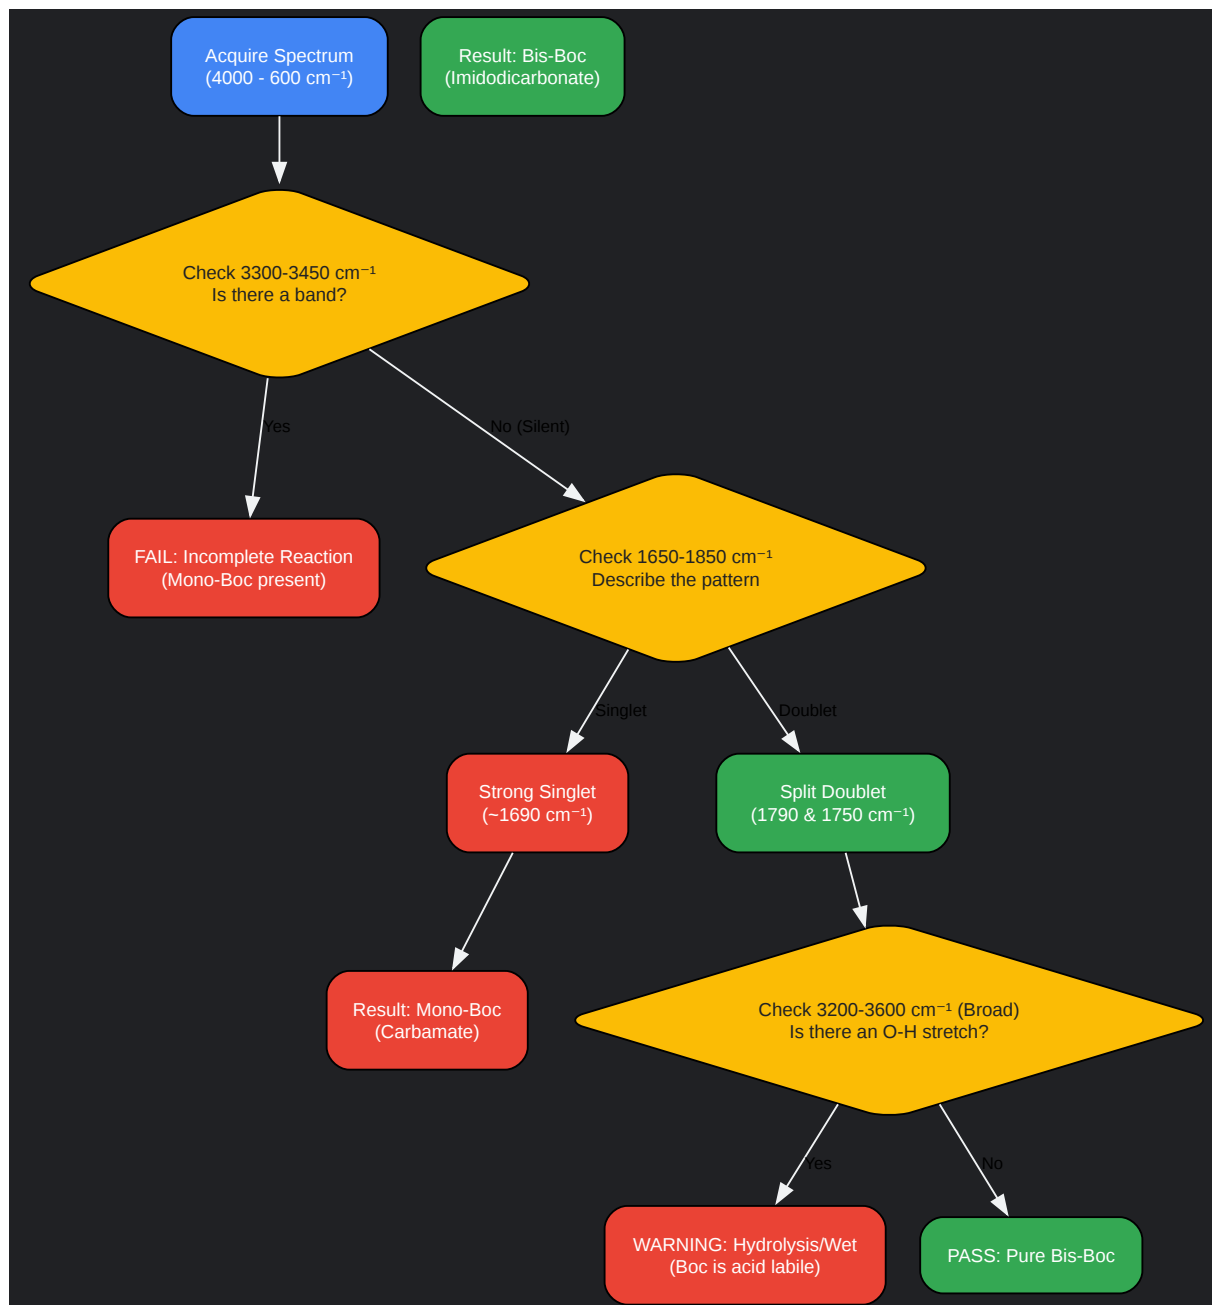 Acquire Spectrum
(4000 - 600 cm⁻¹)
Result: Bis-Boc
(Imidodicarbonate)
Check 3300-3450 cm⁻¹
Is there a band?
Yes
No (Silent)
FAIL: Incomplete Reaction
(Mono-Boc present)
Check 1650-1850 cm⁻¹
Describe the pattern
Singlet
Doublet
Strong Singlet
(~1690 cm⁻¹)
Split Doublet
(1790 & 1750 cm⁻¹)
Result: Mono-Boc
(Carbamate)
Check 3200-3600 cm⁻¹ (Broad)
Is there an O-H stretch?
Yes
No
WARNING: Hydrolysis/Wet
(Boc is acid labile)
PASS: Pure Bis-Boc